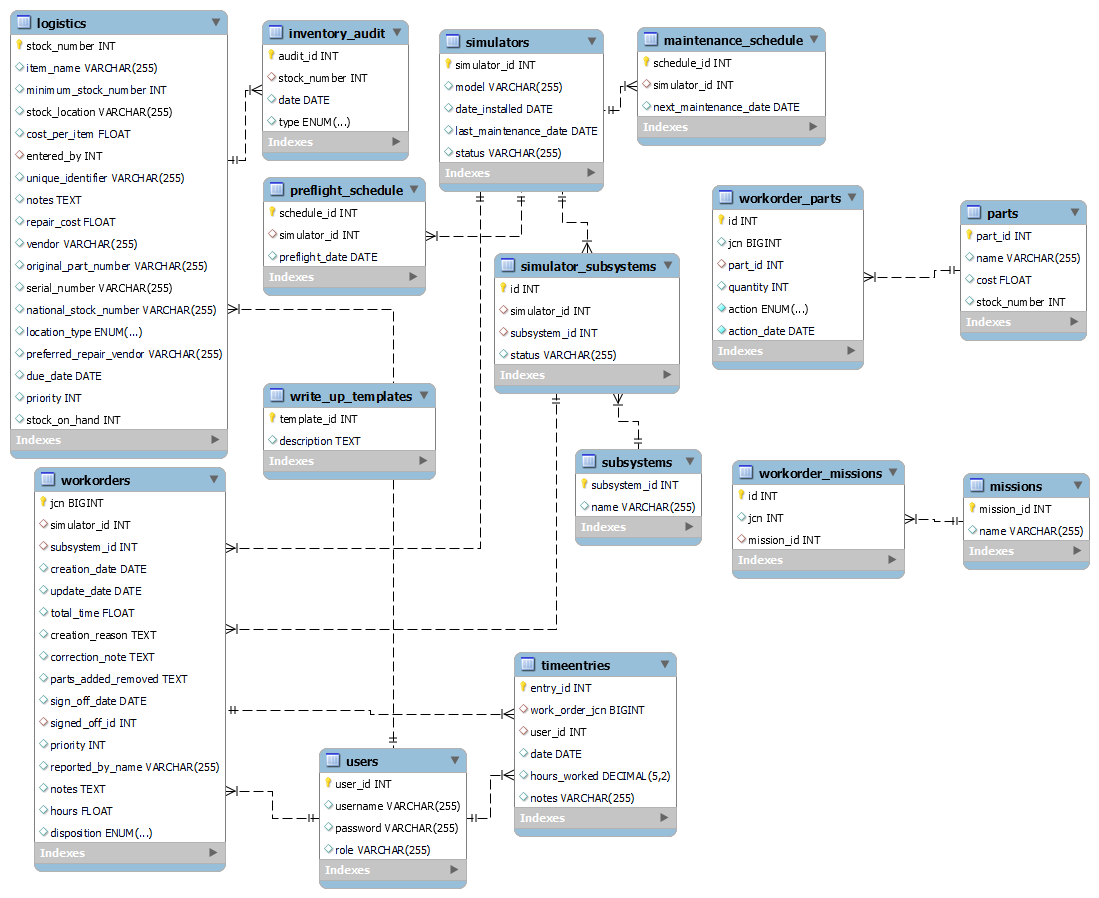 logistics
stock_number INT
item_name VARCHAR(255)
minimum_stock_number INT
stock_location VARCHAR(255)
cost_per_item FLOAT
entered_by INT
unique_identifier VARCHAR(255)
notes TEXT
repair_cost FLOAT
vendor VARCHAR(255)
original_part_number VARCHAR(255)
serial_number VARCHAR(255)
national_stock_number VARCHAR(255)
location_type ENUM(...)
preferred_repair_vendor VARCHAR(255)
due_date DATE
priority INT
stock_on_hand INT
Indexes
inventory_audit
audit_id INT
stock_number INT
date DATE
type ENUM(...)
Indexes
simulators
simulator_id INT
model VARCHAR(255)
date_installed DATE
last_maintenance_date DATE
status VARCHAR(255)
Indexes
maintenance_schedule
schedule_id INT
simulator_id INT
next_maintenance_date DATE
Indexes
preflight_schedule
schedule_id INT
simulator_id INT
preflight_date DATE
Indexes
simulator_subsystems
id INT
simulator_id INT
subsystem_id INT
status VARCHAR(255)
Indexes
workorder_parts
id INT
jcn BIGINT
part_id INT
quantity INT
action ENUM(...)
action_date DATE
Indexes
parts
part_id INT
name VARCHAR(255)
cost FLOAT
stock_number INT
Indexes
write_up_templates
template_id INT
description TEXT
Indexes
subsystems
subsystem_id INT
name VARCHAR(255)
Indexes
workorder_missions
id INT
jcn INT
mission_id INT
Indexes
missions
mission_id INT
name VARCHAR(255)
Indexes
workorders
jcn BIGINT
simulator_id INT
subsystem_id INT
creation_date DATE
update_date DATE
total_time FLOAT
creation_reason TEXT
correction_note TEXT
parts_added_removed TEXT
sign_off_date DATE
signed_off_id INT
priority INT
reported_by_name VARCHAR(255)
notes TEXT
hours FLOAT
disposition ENUM(...)
Indexes
users
user_id INT
username VARCHAR(255)
password VARCHAR(255)
role VARCHAR(255)
Indexes
timeentries
entry_id INT
work_order_jcn BIGINT
user_id INT
date DATE
hours_worked DECIMAL(5,2)
notes VARCHAR(255)
Indexes